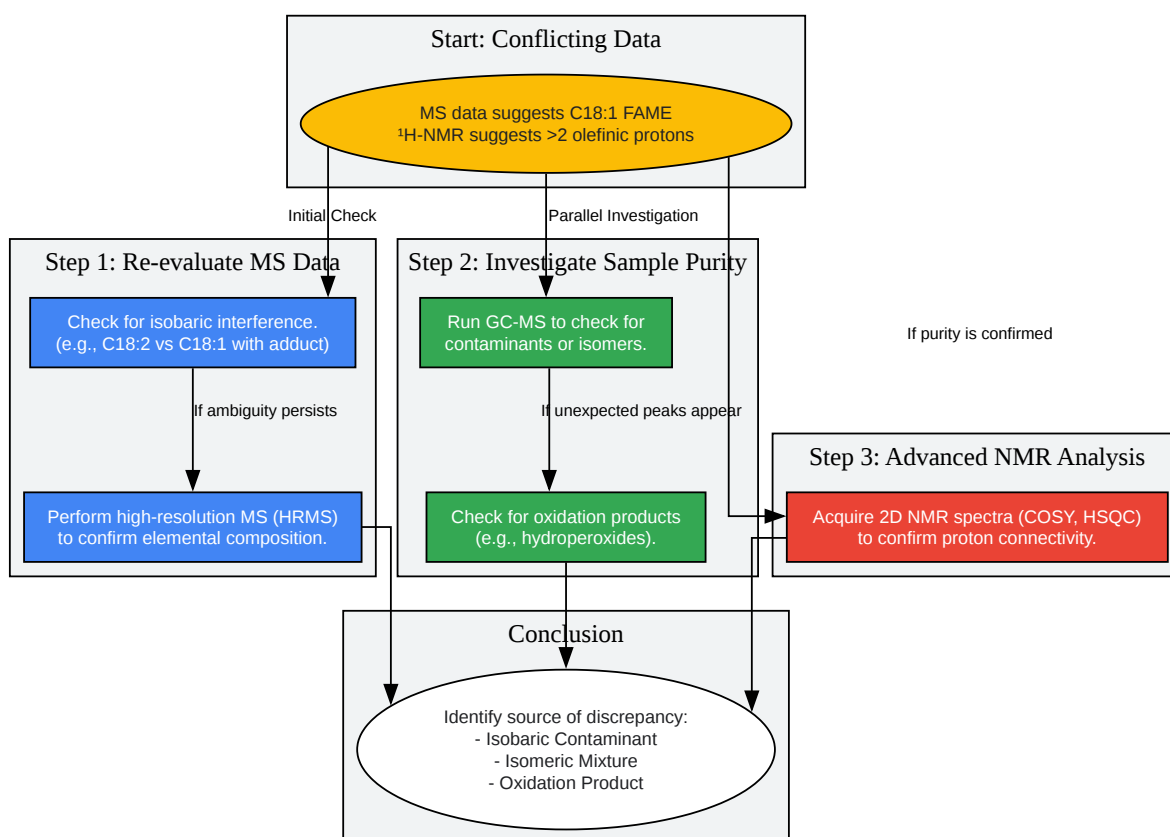 Start: Conflicting Data
MS data suggests C18:1 FAME
¹H-NMR suggests >2 olefinic protons
Initial Check
Parallel Investigation
Step 1: Re-evaluate MS Data
Check for isobaric interference.
(e.g., C18:2 vs C18:1 with adduct)
If ambiguity persists
Perform high-resolution MS (HRMS)
to confirm elemental composition.
Step 2: Investigate Sample Purity
Run GC-MS to check for
contaminants or isomers.
If unexpected peaks appear
Check for oxidation products
(e.g., hydroperoxides).
If purity is confirmed
Step 3: Advanced NMR Analysis
Acquire 2D NMR spectra (COSY, HSQC)
to confirm proton connectivity.
Conclusion
Identify source of discrepancy:
- Isobaric Contaminant
- Isomeric Mixture
- Oxidation Product